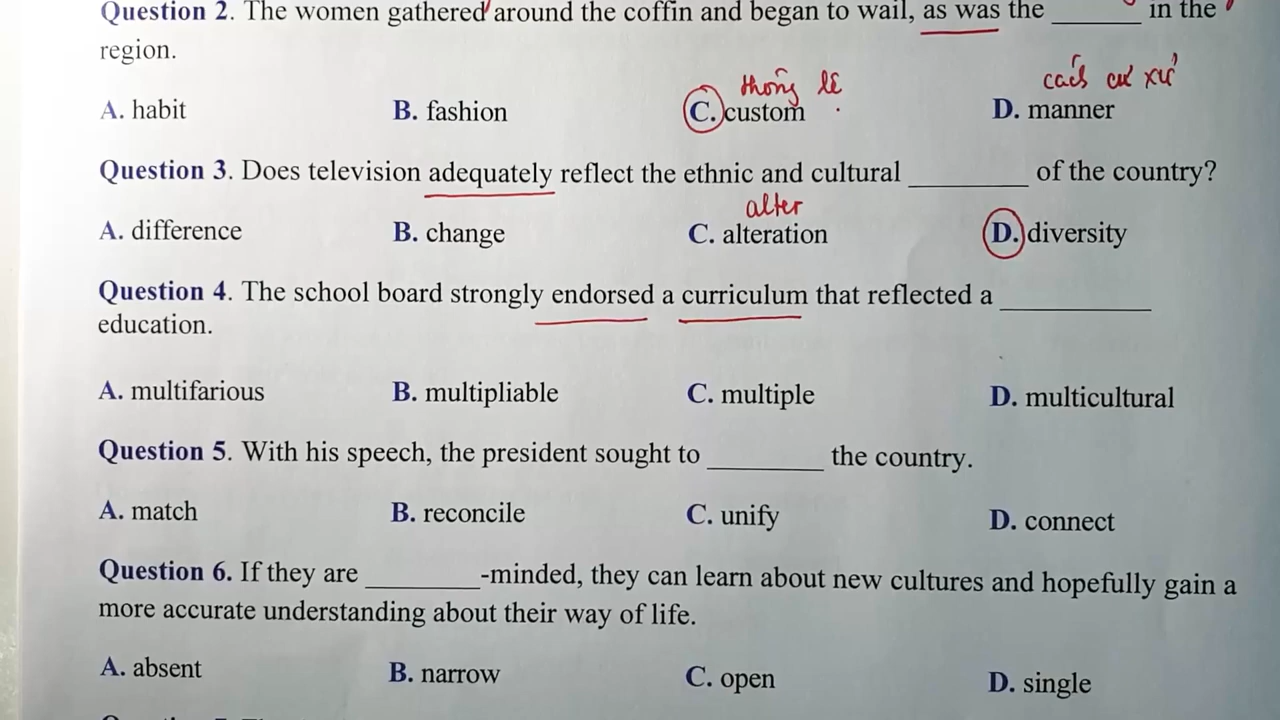 Question 2. The women gathered around the coffin and began to wail, as was the ______ in the
region.
thông lệ
cách cư xử
A. habit B. fashion C. custom D. manner
Question 3. Does television adequately reflect the ethnic and cultural ________ of the country?
alter
A. difference B. change C. alteration D. diversity
Question 4. The school board strongly endorsed a curriculum that reflected a __________
education.
A. multifarious B. multipliable C. multiple D. multicultural
Question 5. With his speech, the president sought to ________ the country.
A. match B. reconcile C. unify D. connect
Question 6. If they are ________-minded, they can learn about new cultures and hopefully gain a
more accurate understanding about their way of life.
A. absent B. narrow C. open D. single